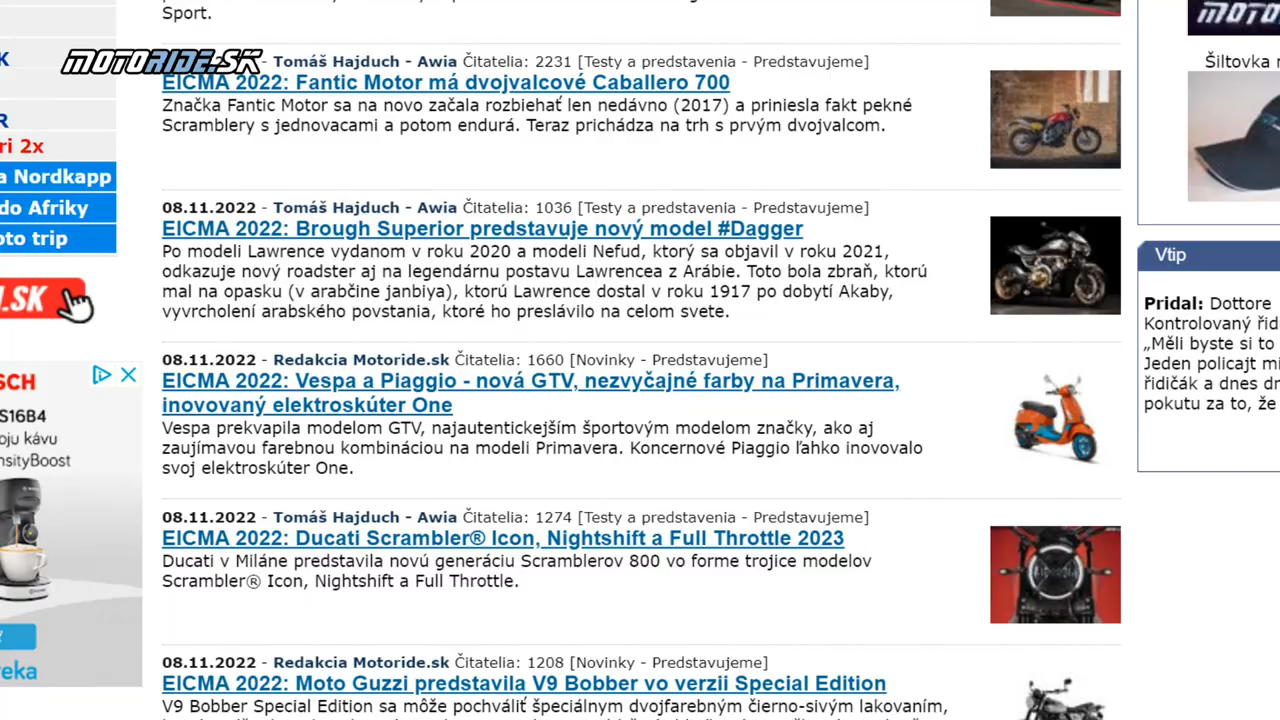 Sport.
K
MOTORIDE.SK
- Tomáš Hajduch - Awia Čitatelia: 2231 [Testy a predstavenia - Predstavujeme]
EICMA 2022: Fantic Motor má dvojvalcové Caballero 700
Značka Fantic Motor sa na novo začala rozbiehať len nedávno (2017) a priniesla fakt pekné
Scramblery s jednovacami a potom endurá. Teraz prichádza na trh s prvým dvojvalcom.
R
ri 2x
a Nordkapp
do Afriky
oto trip
.SK
08.11.2022 - Tomáš Hajduch - Awia Čitatelia: 1036 [Testy a predstavenia - Predstavujeme]
EICMA 2022: Brough Superior predstavuje nový model #Dagger
Po modeli Lawrence vydanom v roku 2020 a modeli Nefud, ktorý sa objavil v roku 2021,
odkazuje nový roadster aj na legendárnu postavu Lawrencea z Arábie. Toto bola zbraň, ktorú
mal na opasku (v arabčine janbiya), ktorú Lawrence dostal v roku 1917 po dobytí Akaby,
vyvrcholení arabského povstania, ktoré ho preslávilo na celom svete.
08.11.2022 - Redakcia Motoride.sk Čitatelia: 1660 [Novinky - Predstavujeme]
EICMA 2022: Vespa a Piaggio - nová GTV, nezvyčajné farby na Primavera,
inovovaný elektroskúter One
Vespa prekvapila modelom GTV, najautentickejším športovým modelom značky, ako aj
zaujímavou farebnou kombináciou na modeli Primavera. Koncernové Piaggio ľahko inovovalo
svoj elektroskúter One.
08.11.2022 - Tomáš Hajduch - Awia Čitatelia: 1274 [Testy a predstavenia - Predstavujeme]
EICMA 2022: Ducati Scrambler® Icon, Nightshift a Full Throttle 2023
Ducati v Miláne predstavila novú generáciu Scramblerov 800 vo forme trojice modelov
Scrambler® Icon, Nightshift a Full Throttle.
08.11.2022 - Redakcia Motoride.sk Čitatelia: 1208 [Novinky - Predstavujeme]
EICMA 2022: Moto Guzzi predstavila V9 Bobber vo verzii Special Edition
V9 Bobber Special Edition sa môže pochváliť špeciálnym dvojfarebným čierno-sivým lakovaním,
SCH
S16B4
oju kávu
nsityBoost
reka
MOTO
Šiltovka
Vtip
Pridal: Dottore
Kontrolovaný řid
„Měli byste si to
Jeden policajt mi
řidičák a dnes dr
pokutu za to, že